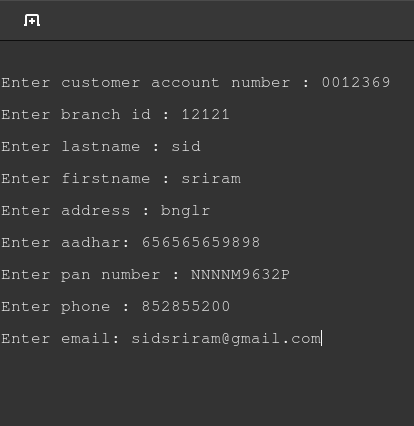 Enter customer account number : 0012369
Enter branch id : 12121
Enter lastname : sid
Enter firstname : sriram
Enter address : bnglr
Enter aadhar: 656565659898
Enter pan number : NNNNM9632P
Enter phone : 852855200
Enter email: sidsriram@gmail.com